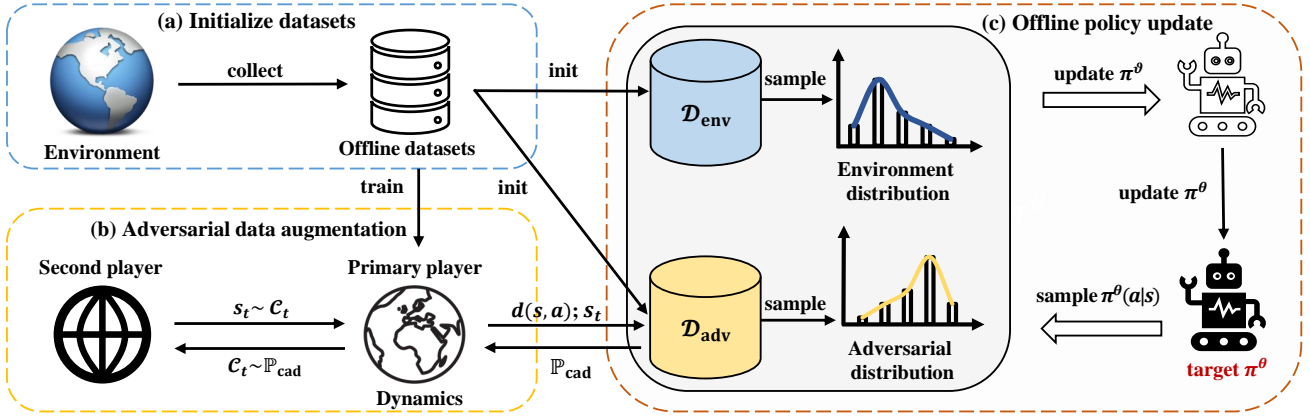 (a) Initialize datasets
collect
Environment
Offline datasets
init
train
init
(b) Adversarial data augmentation
Second player
Primary player
s_t ~ 𝒞_t
𝒞_t~ℙ_cad
Dynamics
d(s, a); s_t
ℙ_cad
(c) Offline policy update
𝒟_env
sample
Environment
distribution
𝒟_adv
sample
Adversarial
distribution
update π^ϑ
update π^θ
sample π^θ(a|s)
target π^θ